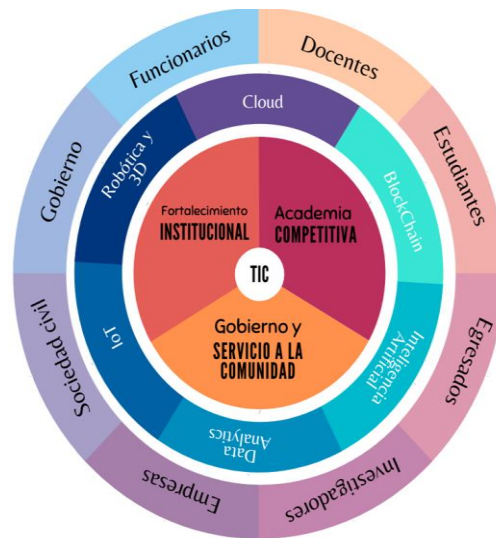 Funcionarios
Docentes
Estudiantes
Egresados
Investigadores
Empresas
Sociedad civil
Gobierno
Cloud
BlockChain
Inteligencia
Artificial
Data
Analytics
IoT
Robótica y
3D
Fortalecimiento
INSTITUCIONAL
Academia
COMPETITIVA
TIC
Gobierno y
SERVICIO A LA
COMUNIDAD